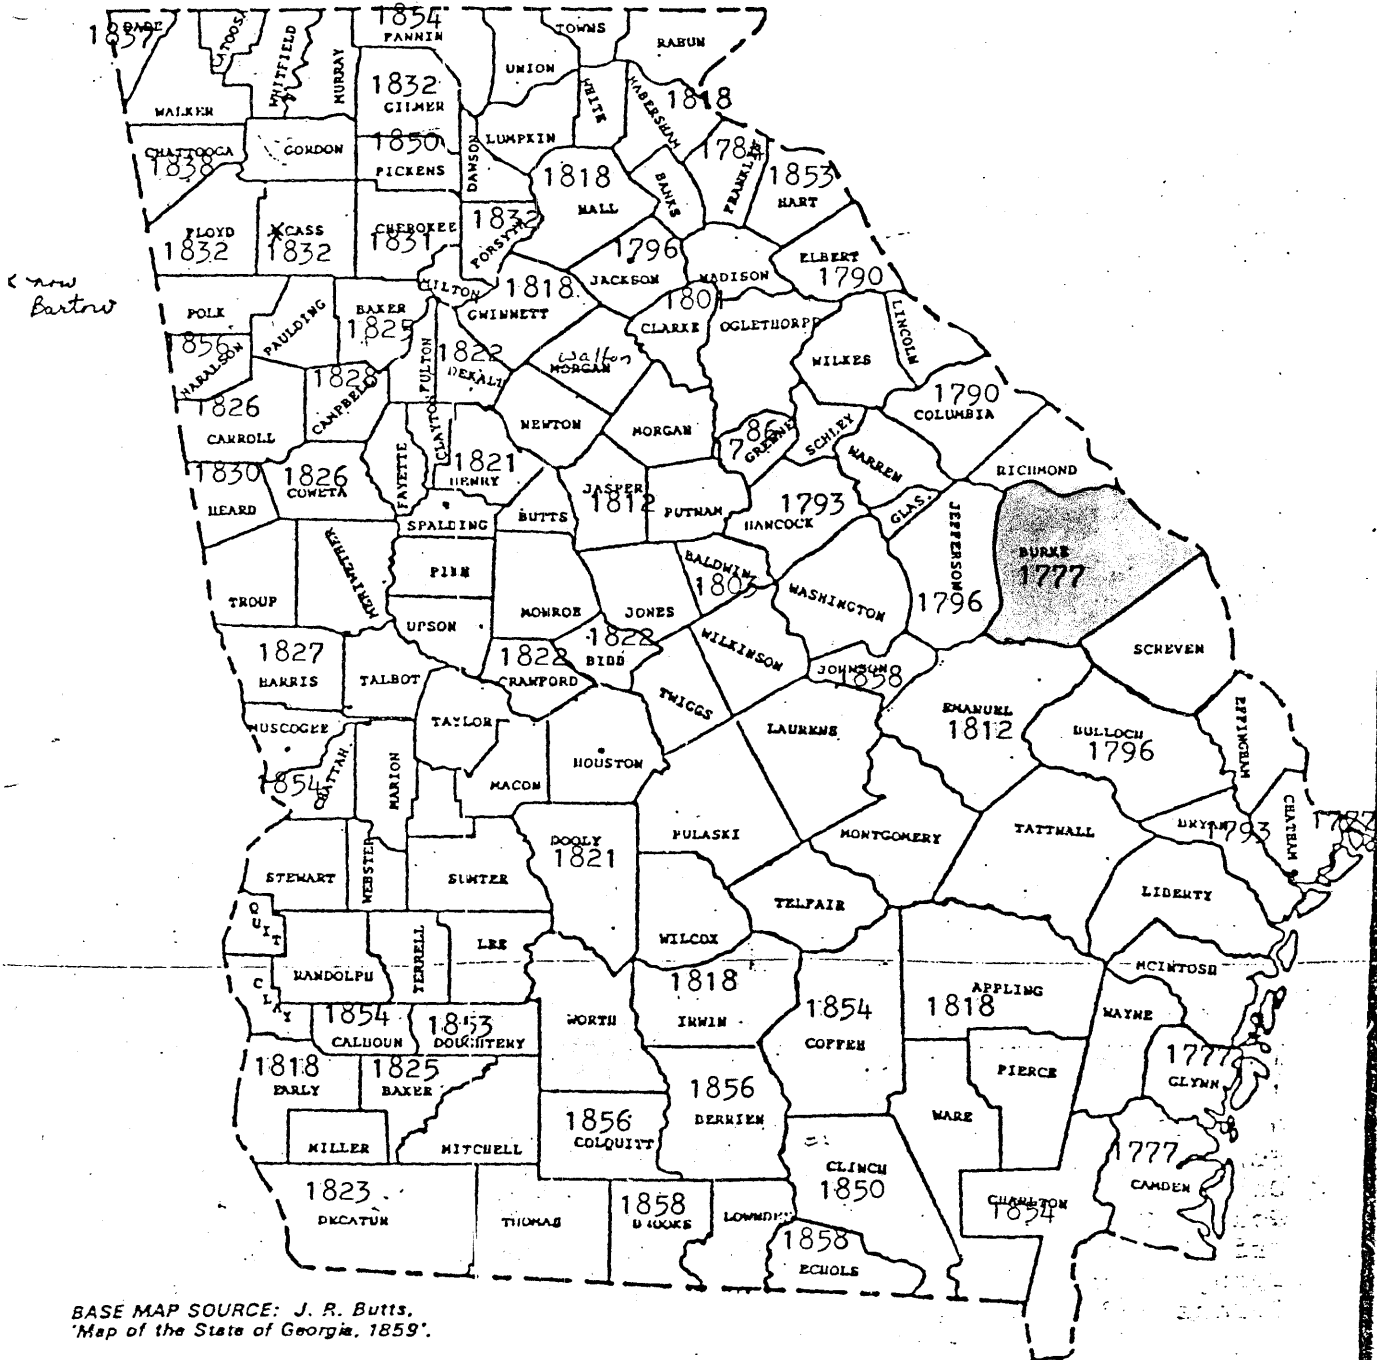 1837
DADE
CATOOSA
WHITFIELD
MURRAY
1854
FANNIN
TOWNS
RABUN
UNION
WALKER
1832
GILMER
WHITE
HABERSHAM
1818
LUMPKIN
CHATTOOGA
1838
GORDON
1850
PICKENS
DAWSON
1818
HALL
BANKS
FRANKLIN
1853
HART
FLOYD
1832
X CASS
1832
CHEROKEE
1831
1832
FORSYTH
1796
JACKSON
MADISON
ELBERT
1790
x now
Bartow
POLK
PAULDING
BAKER
1825
MILTON
1818
GWINNETT
1801
CLARKE
OGLETHORPE
LINCOLN
1856
HARALSON
1828
CAMPBELL
FULTON
1822
DEKALB
Walton
MORGAN
WILKES
1826
CARROLL
CLAYTON
NEWTON
MORGAN
GREENE
SCHLEY
1790
COLUMBIA
1830
HEARD
1826
COWETA
FAYETTE
1821
HENRY
JASPER
1812
PUTNAM
1793
HANCOCK
WARREN
GLAS.
RICHMOND
SPALDING
BUTTS
JEFFERSON
1796
BURKE
1777
TROUP
MERIWETHER
MONROE
JONES
BALDWIN
WASHINGTON
UPSON
1822
BIBB
WILKINSON
SCHEVEN
1827
HARRIS
TALBOT
1822
CRAWFORD
TWIGGS
JOHNSON
1858
MUSCOGEE
TAYLOR
LAURENS
EMANUEL
1812
BULLOCH
1796
EFFINGHAM
1854
CHATTAH.
MARION
MACON
HOUSTON
DOOLY
1821
PULASKI
MONTGOMERY
TATTNALL
BRYAN
1793
CHATHAM
1777
STEWART
WEBSTER
SUMTER
TELFAIR
LIBERTY
QUIT
TERRELL
LEE
WILCOX
RANDOLPH
MCINTOSH
CLAY
1854
CALHOUN
1853
DOUGHTERY
WORTH
1818
IRWIN
1854
COFFEE
1818
APPLING
WAYNE
1818
EARLY
1825
BAKER
PIERCE
1777
GLYNN
MILLER
MITCHELL
1856
COLQUITT
1856
BERRIEN
WARE
CLINCH
1850
1777
CAMDEN
1823
DECATUR
THOMAS
1858
BROOKS
LOWNDES
CHARLTON
1854
1858
ECHOLS
BASE MAP SOURCE: J. R. Butts,
'Map of the State of Georgia, 1859'.